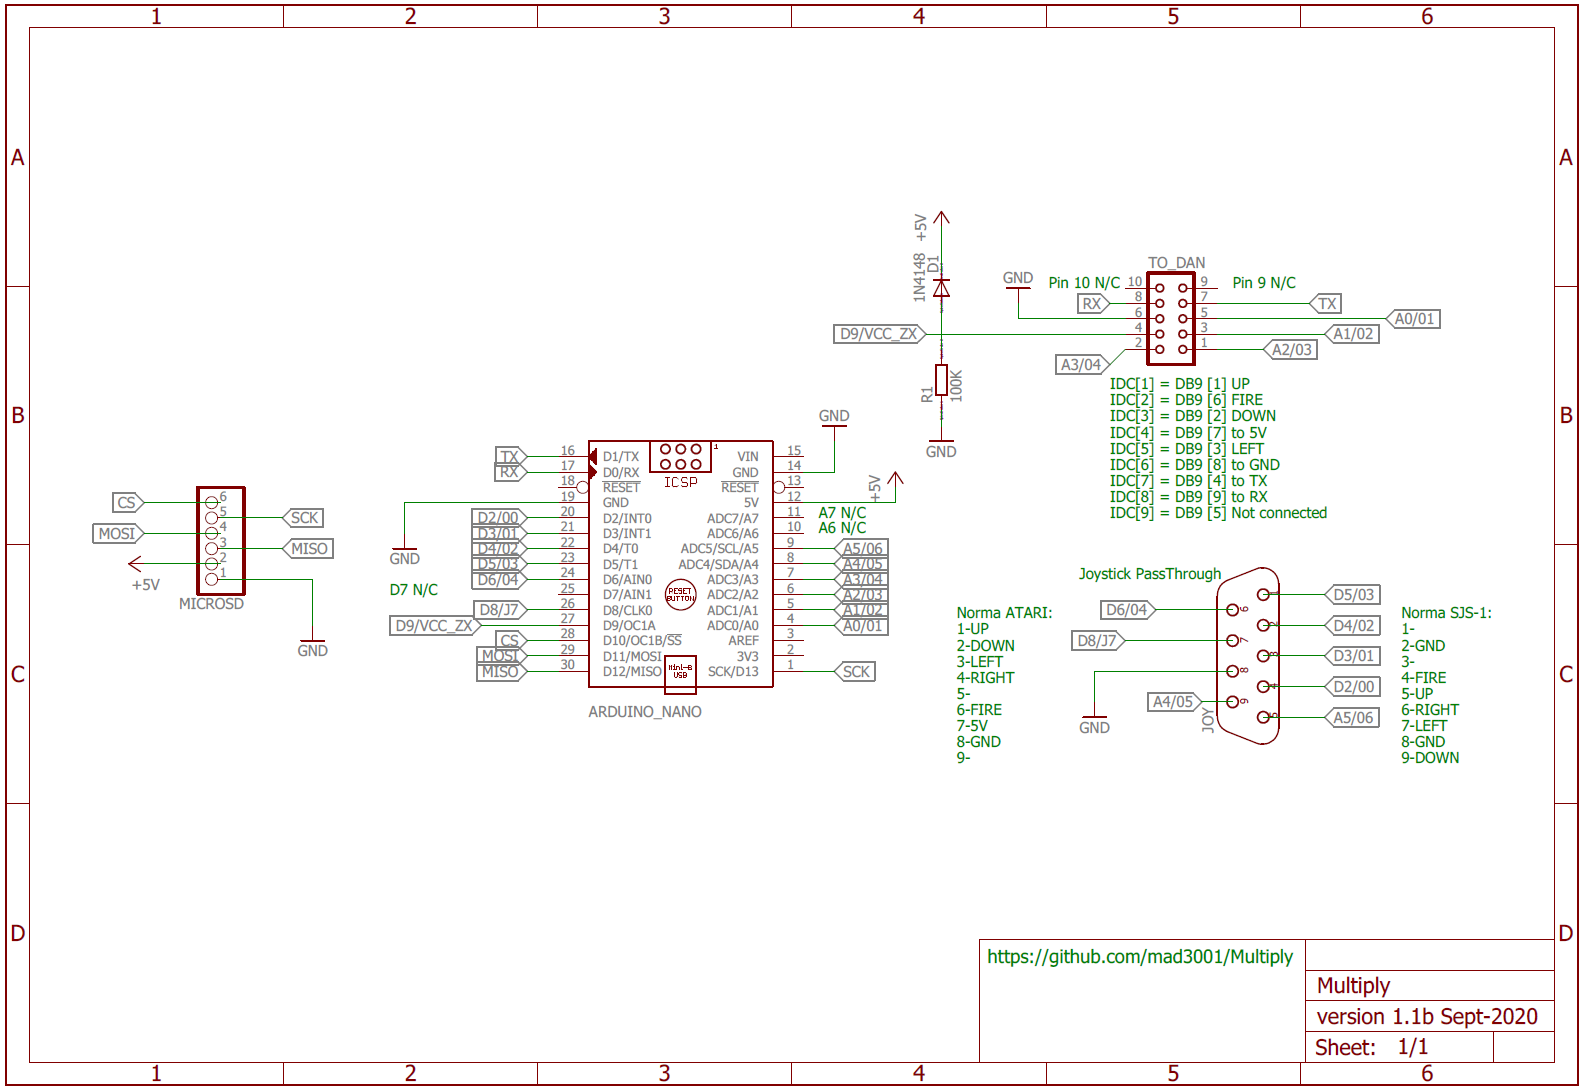 1 2 3 4 5 6
A A
B B
C C
D D
1 2 3 4 5 6
CS
MOSI
+5V
6
5
4
3
2
1
SCK
MISO
MICROSD
GND
GND
D7 N/C
TX
RX
D2/00
D3/01
D4/02
D5/03
D6/04
D8/J7
D9/VCC_ZX
CS
MOSI
MISO
16 D1/TX
17 D0/RX
18 RESET
19 GND
20 D2/INT0
21 D3/INT1
22 D4/T0
23 D5/T1
24 D6/AIN0
25 D7/AIN1
26 D8/CLK0
27 D9/OC1A
28 D10/OC1B/SS
29 D11/MOSI
30 D12/MISO
1
ICSP
RESET
BUTTON
Mini-B
USB
VIN 15
GND 14
RESET 13
5V 12
ADC7/A7 11
ADC6/A6 10
ADC5/SCL/A5 9
ADC4/SDA/A4 8
ADC3/A3 7
ADC2/A2 6
ADC1/A1 5
ADC0/A0 4
AREF 3
3V3 2
SCK/D13 1
ARDUINO_NANO
GND
+5V
A7 N/C
A6 N/C
A5/06
A4/05
A3/04
A2/03
A1/02
A0/01
SCK
+5V
1N4148
D1
D9/VCC_ZX
R1
100K
GND
TO_DAN
GND
Pin 10 N/C
Pin 9 N/C
RX
TX
A0/01
A1/02
A2/03
A3/04
10 9
8 7
6 5
4 3
2 1
IDC[1] = DB9 [1] UP
IDC[2] = DB9 [6] FIRE
IDC[3] = DB9 [2] DOWN
IDC[4] = DB9 [7] to 5V
IDC[5] = DB9 [3] LEFT
IDC[6] = DB9 [8] to GND
IDC[7] = DB9 [4] to TX
IDC[8] = DB9 [9] to RX
IDC[9] = DB9 [5] Not connected
Joystick PassThrough
Norma ATARI:
1-UP
2-DOWN
3-LEFT
4-RIGHT
5-
6-FIRE
7-5V
8-GND
9-
D6/04
D8/J7
GND
A4/05
JOY
1
6
2
7
3
8
4
9
5
D5/03
D4/02
D3/01
D2/00
A5/06
Norma SJS-1:
1-
2-GND
3-
4-FIRE
5-UP
6-RIGHT
7-LEFT
8-GND
9-DOWN
https://github.com/mad3001/Multiply
Multiply
version 1.1b Sept-2020
Sheet: 1/1